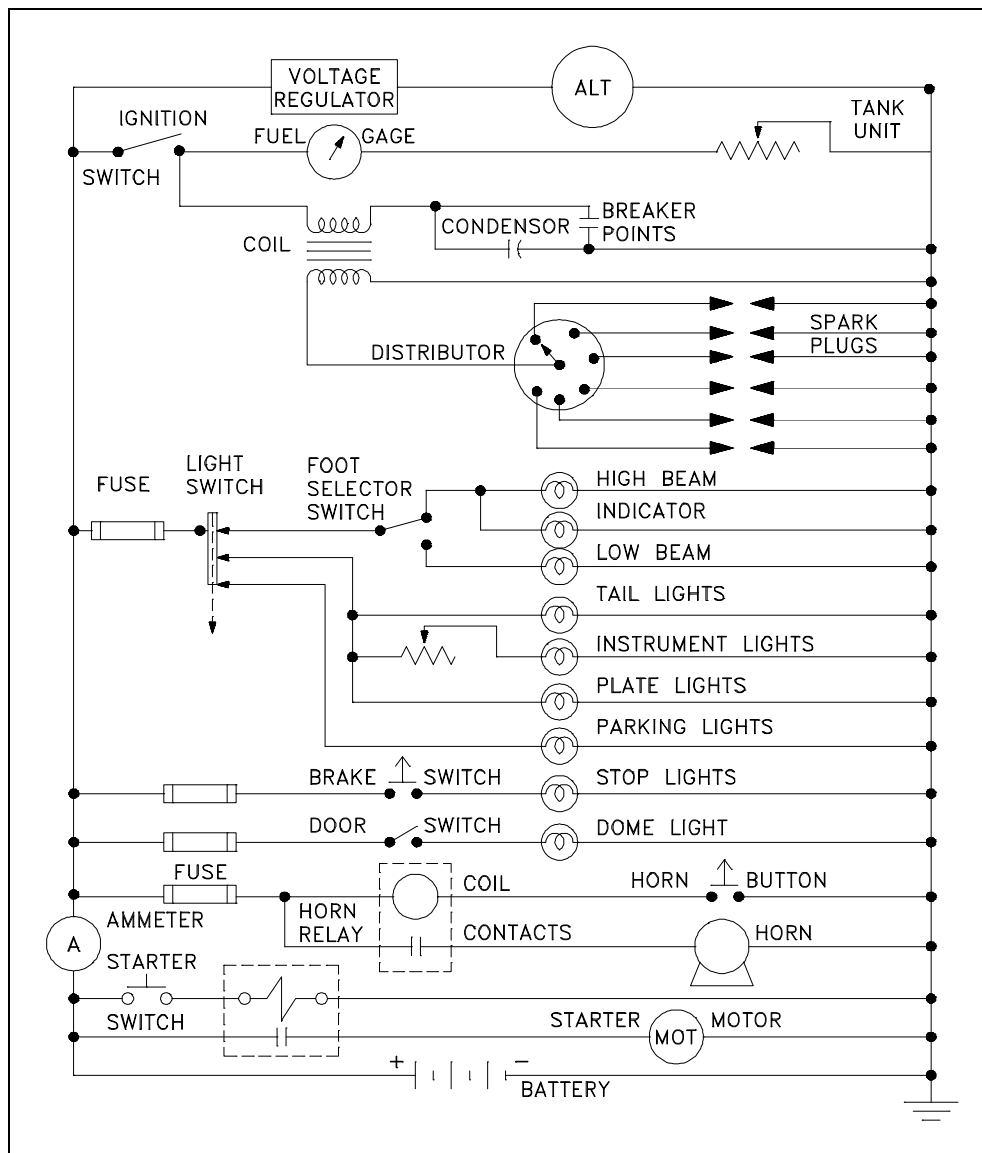 VOLTAGE
REGULATOR
ALT
TANK
UNIT
IGNITION
SWITCH
FUEL GAGE
COIL
CONDENSOR
BREAKER
POINTS
DISTRIBUTOR
SPARK
PLUGS
FUSE
LIGHT
SWITCH
FOOT
SELECTOR
SWITCH
HIGH BEAM
INDICATOR
LOW BEAM
TAIL LIGHTS
INSTRUMENT LIGHTS
PLATE LIGHTS
PARKING LIGHTS
BRAKE SWITCH
STOP LIGHTS
DOOR SWITCH
DOME LIGHT
FUSE
COIL
HORN BUTTON
HORN
RELAY
CONTACTS
HORN
AMMETER
A
STARTER
SWITCH
STARTER MOTOR
MOT
+ −
BATTERY